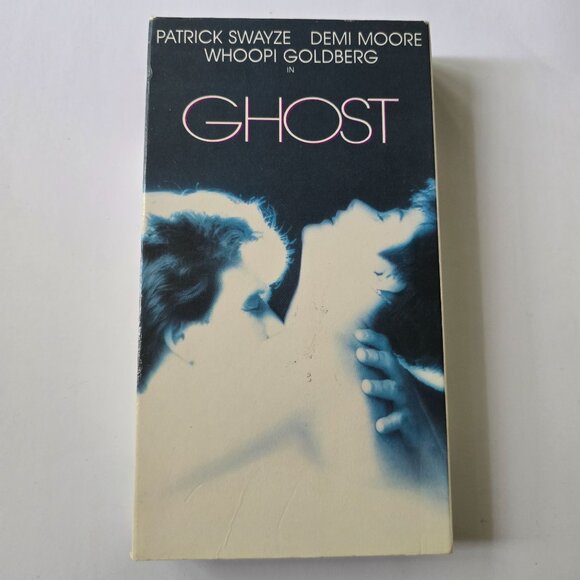 PATRICK SWAYZE DEMI MOORE
WHOOPI GOLDBERG
IN
GHOST